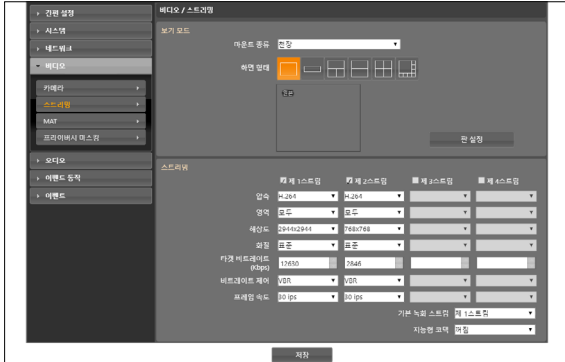 간편 설정
시스템
네트워크
비디오
카메라
스트리밍
MAT
프라이버시 마스킹
오디오
이벤트 동작
이벤트
비디오 / 스트리밍
보기 모드
마운트 종류 천장
화면 형태
원본
판 설정
스트리밍
제 1스트림 제 2스트림 제 3스트림 제 4스트림
압축 H.264 H.264
영역 모두 모두
해상도 2944x2944 768x768
화질 표준 표준
타겟 비트레이트
(Kbps) 12630 2846
비트레이트 제어 VBR VBR
프레임 속도 30 ips 30 ips
기본 녹화 스트림 제 1스트림
지능형 코덱 꺼짐
저장